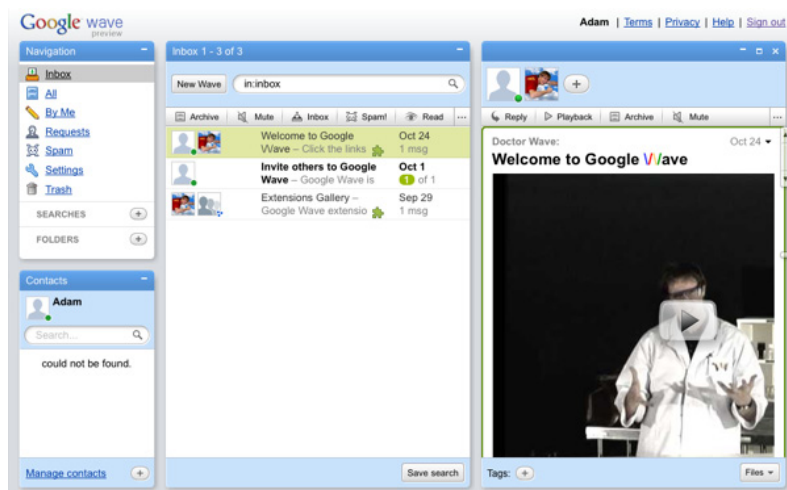 Google wave
preview
Adam | Terms | Privacy | Help | Sign out
Navigation
Inbox
All
By Me
Requests
Spam
Settings
Trash
SEARCHES
FOLDERS
Contacts
Adam
Search...
could not be found.
Manage contacts
Inbox 1 - 3 of 3
New Wave in:inbox
Archive Mute Inbox Spam! Read ...
Welcome to Google Oct 24
Wave – Click the links 1 msg
Invite others to Google Oct 1
Wave – Google Wave is 1 of 1
Extensions Gallery – Sep 29
Google Wave extensio 1 msg
Save search
Reply Playback Archive Mute ...
Doctor Wave: Oct 24
Welcome to Google Wave
W
Tags: Files